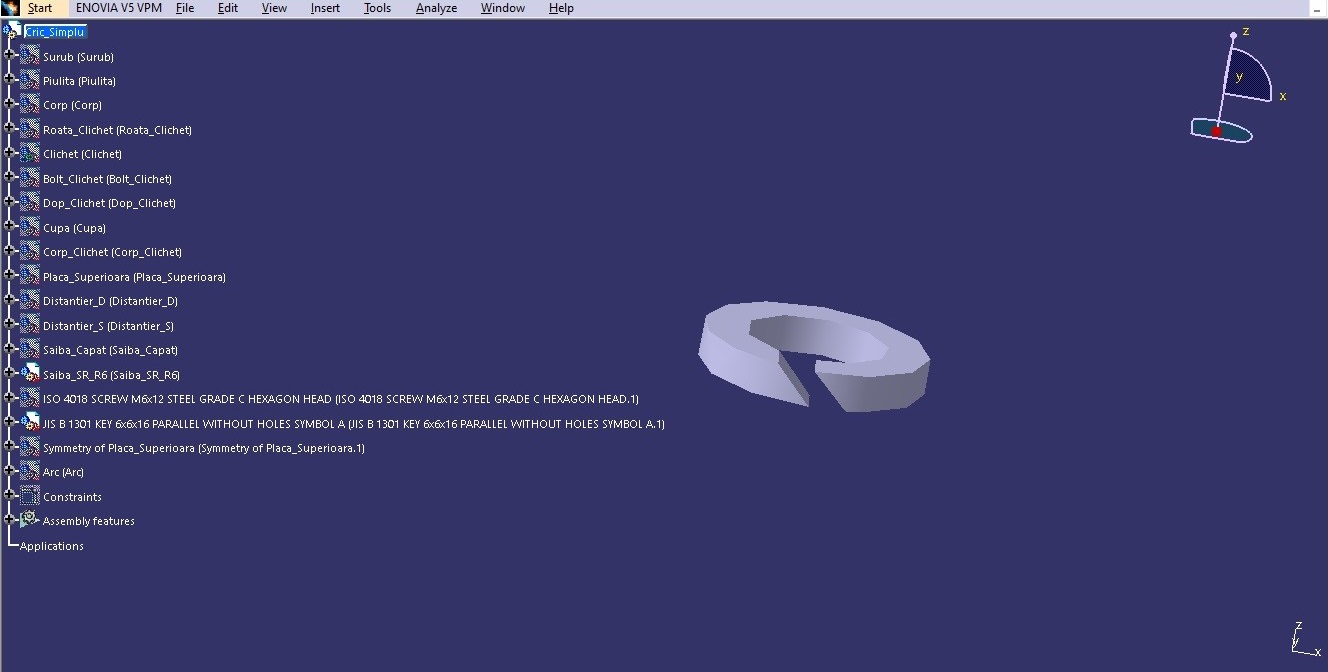 Start ENOVIA V5 VPM File Edit View Insert Tools Analyze Window Help
Cric_Simplu
Surub (Surub)
Piulita (Piulita)
Corp (Corp)
Roata_Clichet (Roata_Clichet)
Clichet (Clichet)
Bolt_Clichet (Bolt_Clichet)
Dop_Clichet (Dop_Clichet)
Cupa (Cupa)
Corp_Clichet (Corp_Clichet)
Placa_Superioara (Placa_Superioara)
Distantier_D (Distantier_D)
Distantier_S (Distantier_S)
Saiba_Capat (Saiba_Capat)
Saiba_SR_R6 (Saiba_SR_R6)
ISO 4018 SCREW M6x12 STEEL GRADE C HEXAGON HEAD (ISO 4018 SCREW M6x12 STEEL GRADE C HEXAGON HEAD.1)
JIS B 1301 KEY 6x6x16 PARALLEL WITHOUT HOLES SYMBOL A (JIS B 1301 KEY 6x6x16 PARALLEL WITHOUT HOLES SYMBOL A.1)
Symmetry of Placa_Superioara (Symmetry of Placa_Superioara.1)
Arc (Arc)
Constraints
Assembly features
Applications
z
y
x
z
y
x